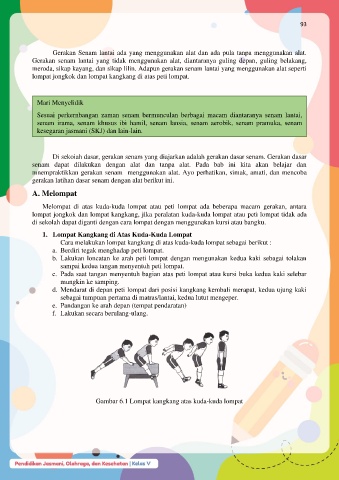 93
Gerakan Senam lantai ada yang menggunakan alat dan ada pula tanpa menggunakan alat.
Gerakan senam lantai yang tidak menggunakan alat, diantaranya guling depan, guling belakang,
meroda, sikap kayang, dan sikap lilin. Adapun gerakan senam lantai yang menggunakan alat seperti
lompat jongkok dan lompat kangkang di atas peti lompat.
Mari Menyelidik
Sesuai perkembangan zaman senam bermunculan berbagai macam diantaranya senam lantai,
senam irama, senam khusus ibu hamil, senam lansia, senam aerobik, senam pramuka, senam
kesegaran jasmani (SKJ) dan lain-lain.
Di sekolah dasar, gerakan senam yang diajarkan adalah gerakan dasar senam. Gerakan dasar
senam dapat dilakukan dengan alat dan tanpa alat. Pada bab ini kita akan belajar dan
mempraktikkan gerakan senam menggunakan alat. Ayo perhatikan, simak, amati, dan mencoba
gerakan latihan dasar senam dengan alat berikut ini.
A. Melompat
Melompat di atas kuda-kuda lompat atau peti lompat ada beberapa macam gerakan, antara
lompat jongkok dan lompat kangkang, jika peralatan kuda-kuda lompat atau peti lompat tidak ada
di sekolah dapat diganti dengan cara lompat dengan menggunakan kursi atau bangku.
1. Lompat Kangkang di Atas Kuda-Kuda Lompat
Cara melakukan lompat kangkang di atas kuda-kuda lompat sebagai berikut :
a. Berdiri tegak menghadap peti lompat.
b. Lakukan loncatan ke arah peti lompat dengan mengunakan kedua kaki sebagai tolakan
sampai kedua tangan menyentuh peti lompat.
c. Pada saat tangan menyentuh bagian atas peti lompat atau kursi buka kedua kaki selebar
mungkin ke samping.
d. Mendarat di depan peti lompat dari posisi kangkang kembali merapat, kedua ujung kaki
sebagai tumpuan pertama di matras/lantai, kedua lutut mengeper.
e. Pandangan ke arah depan (tempat pendaratan)
f. Lakukan secara berulang-ulang.
Gambar 6.1 Lompat kangkang atas kuda-kuda lompat
Pendidikan Jasmani, Olahraga, dan Kesehatan | Kelas V